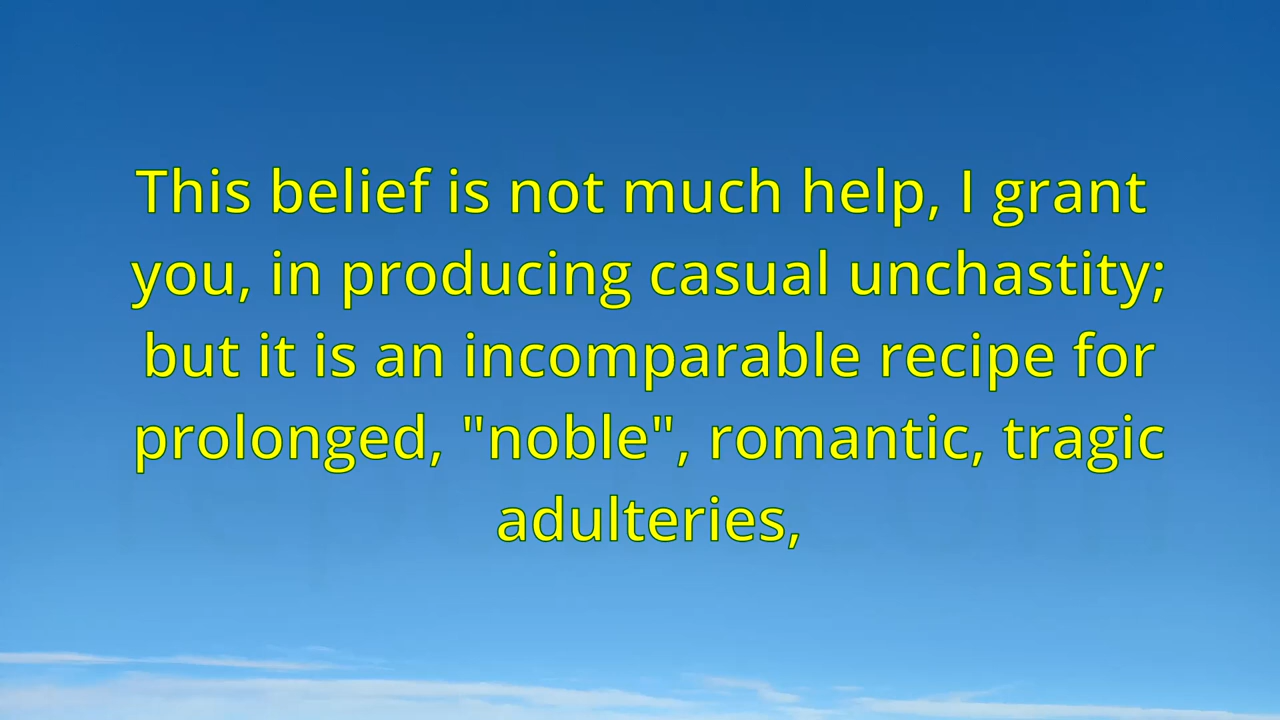 This belief is not much help, I grant
you, in producing casual unchastity;
but it is an incomparable recipe for
prolonged, "noble", romantic, tragic
adulteries,